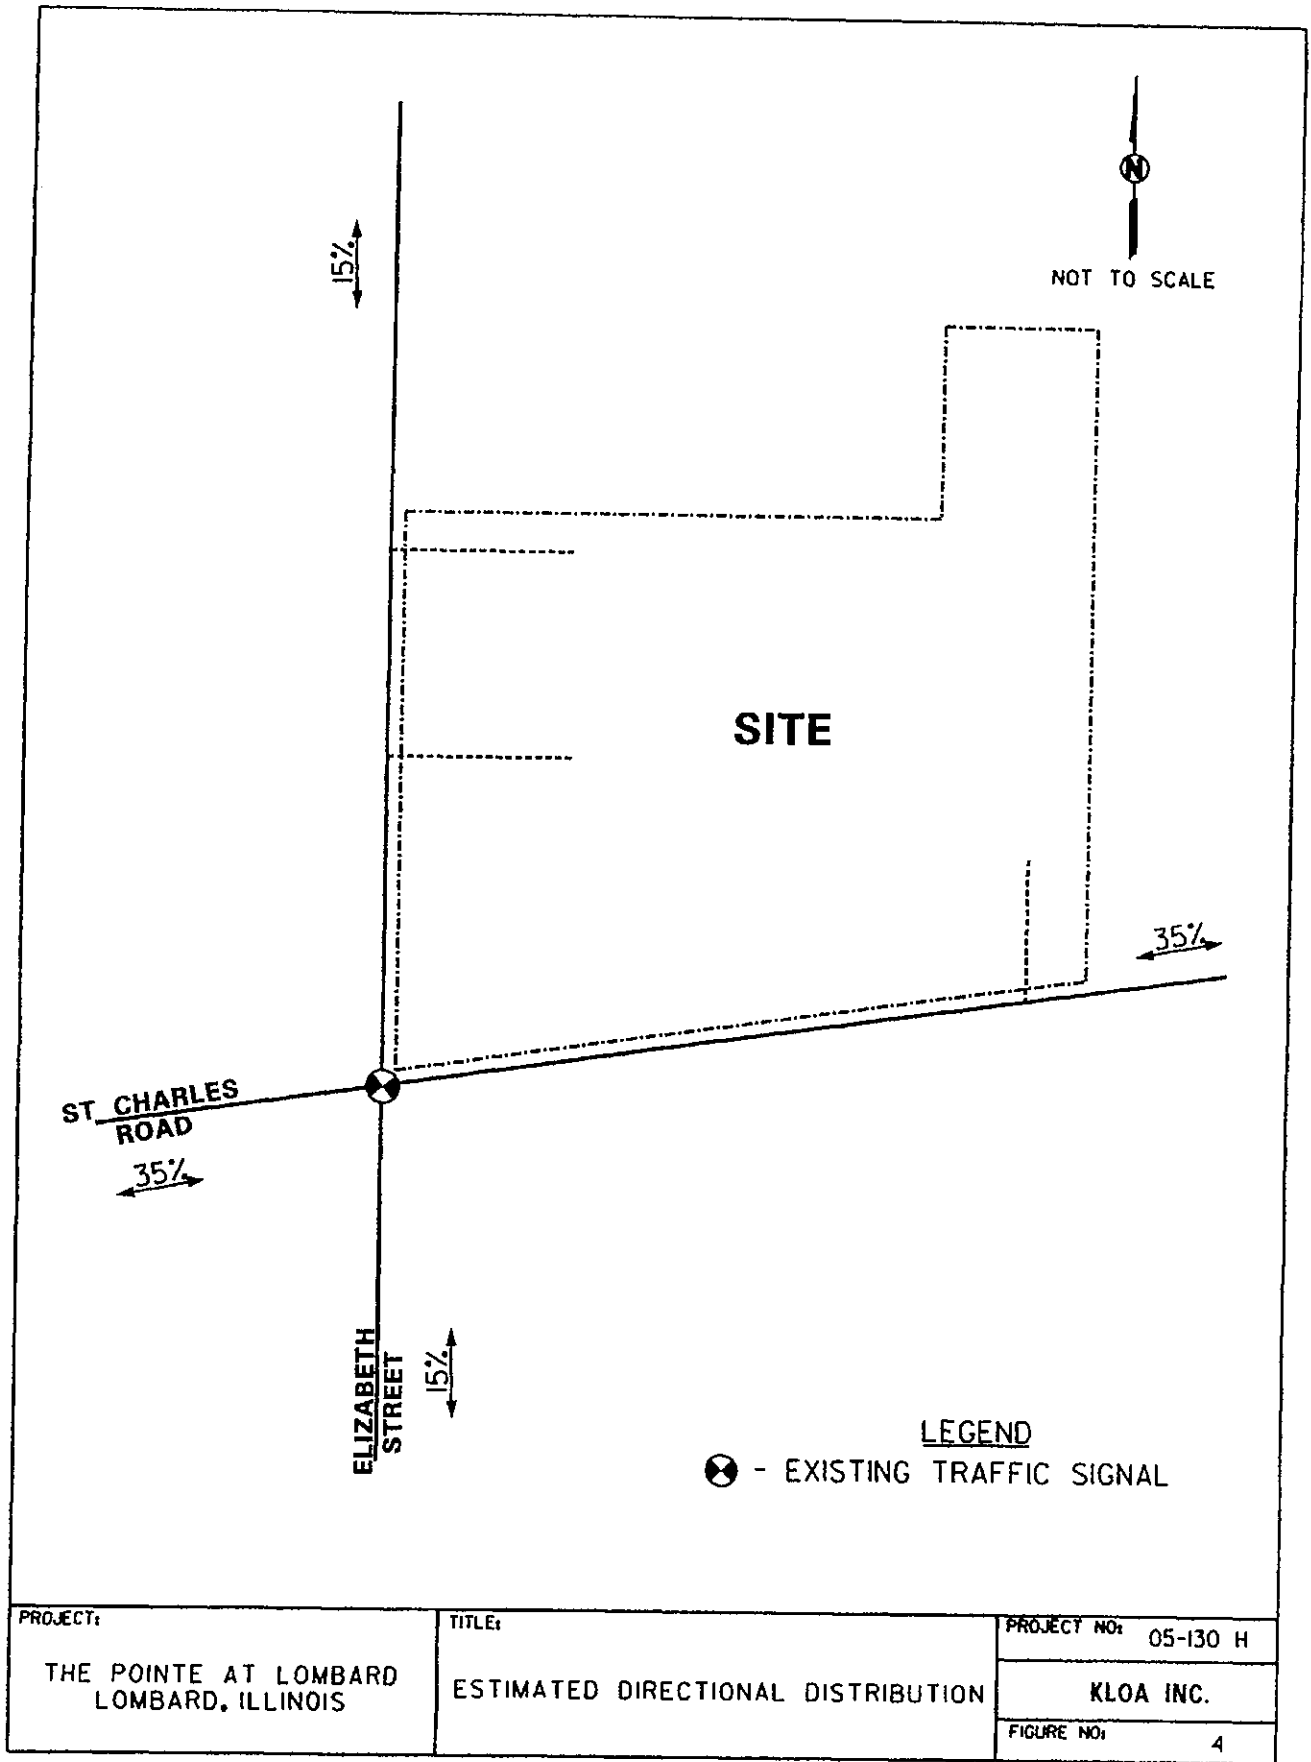 N
NOT TO SCALE
15%
SITE
35%
ST. CHARLES
ROAD
35%
ELIZABETH
STREET
15%
LEGEND
- EXISTING TRAFFIC SIGNAL
PROJECT:
THE POINTE AT LOMBARD
LOMBARD, ILLINOIS
TITLE:
ESTIMATED DIRECTIONAL DISTRIBUTION
PROJECT NO: 05-130 H
KLOA INC.
FIGURE NO: 4